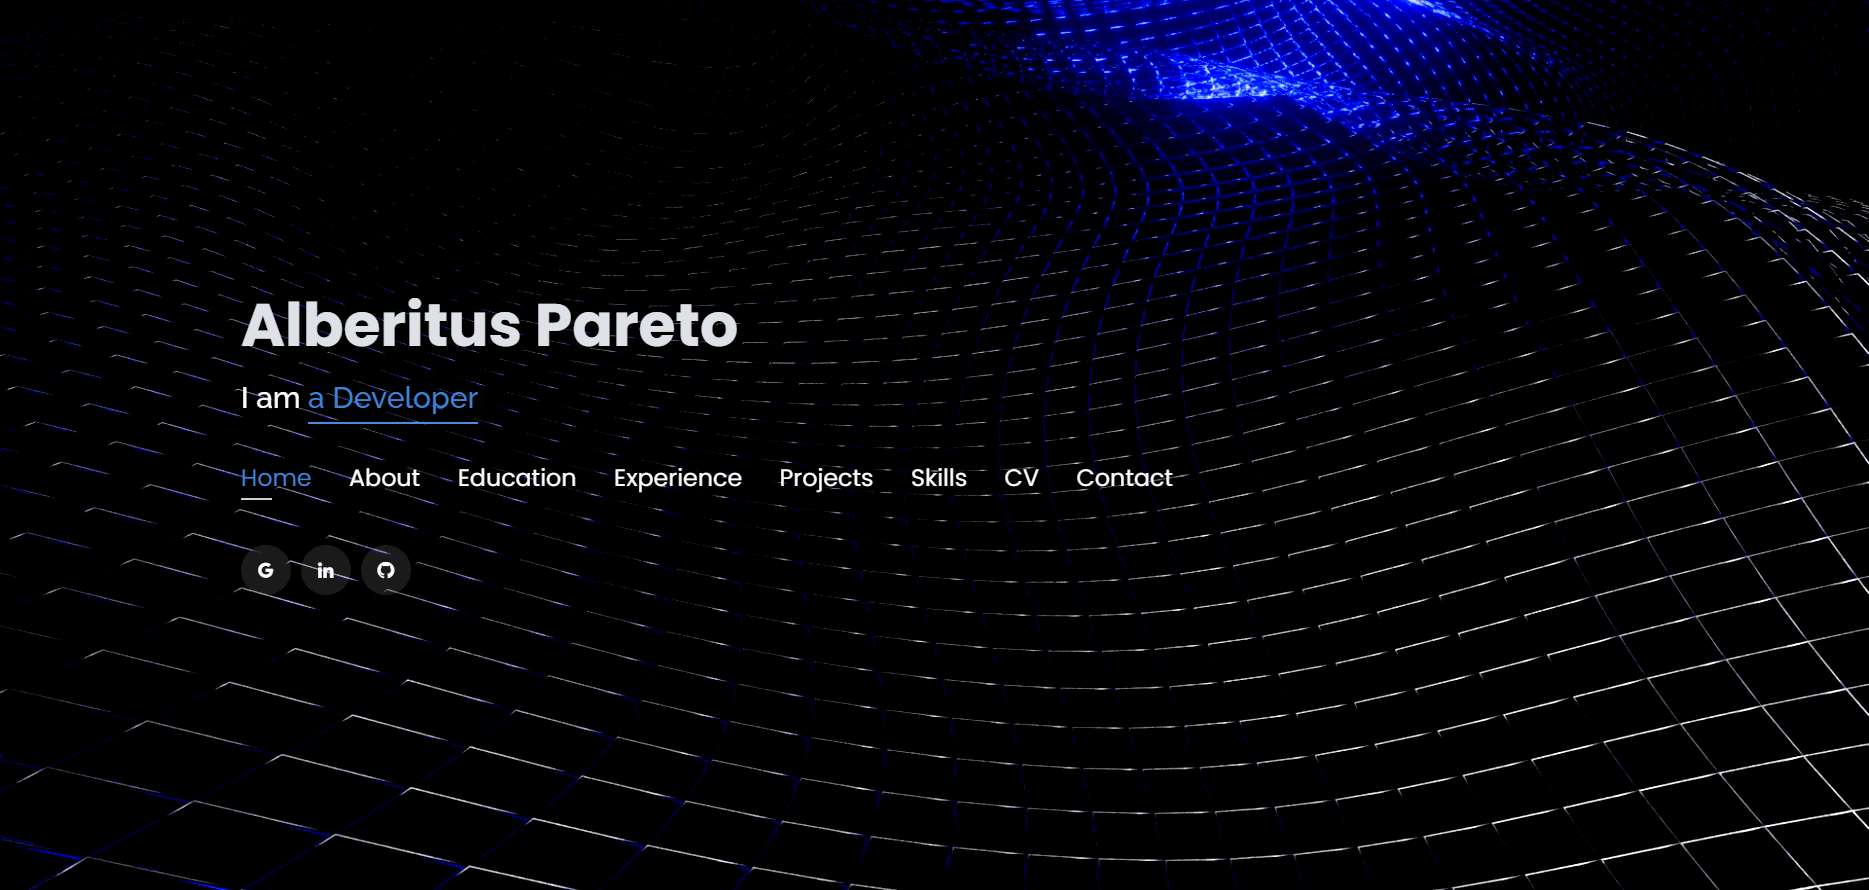 Alberitus Pareto
I am a Developer
Home About Education Experience Projects Skills CV Contact
G in